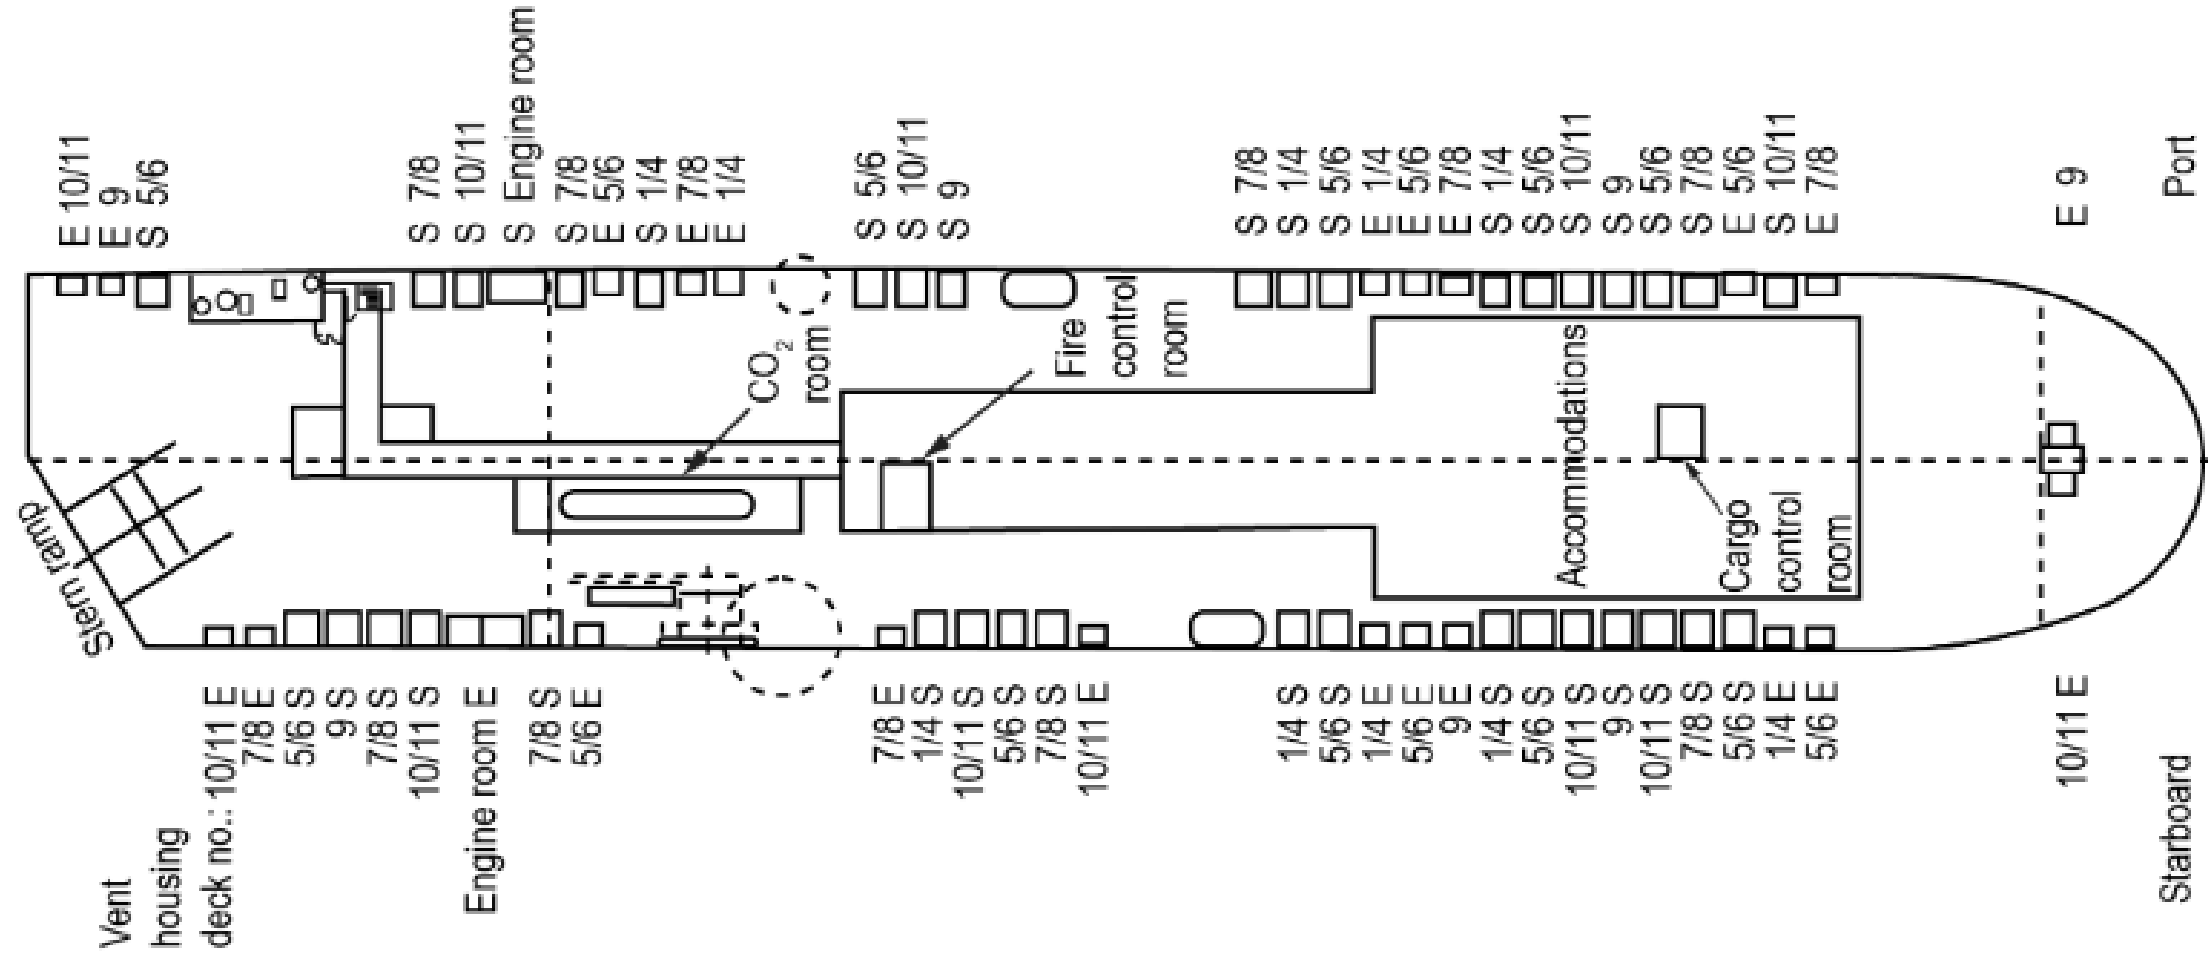 E 10/11
E 9
S 5/6
S 7/8
S 10/11
S Engine room
S 7/8
E 5/6
S 1/4
E 7/8
E 1/4
S 5/6
S 10/11
S 9
S 7/8
S 1/4
S 5/6
E 1/4
E 5/6
E 7/8
S 1/4
S 5/6
S 10/11
S 9
S 5/6
S 7/8
E 5/6
S 10/11
E 7/8
E 9
Port
Stern ramp
CO2
room
Fire
control
room
Accommodations
Cargo
control
room
Vent
housing
deck no.: 10/11 E
7/8 E
5/6 S
9 S
7/8 S
10/11 S
Engine room E
7/8 S
5/6 E
7/8 E
1/4 S
10/11 S
5/6 S
7/8 S
10/11 E
1/4 S
5/6 S
1/4 E
5/6 E
9 E
1/4 S
5/6 S
10/11 S
9 S
10/11 S
7/8 S
5/6 S
1/4 E
5/6 E
10/11 E
Starboard